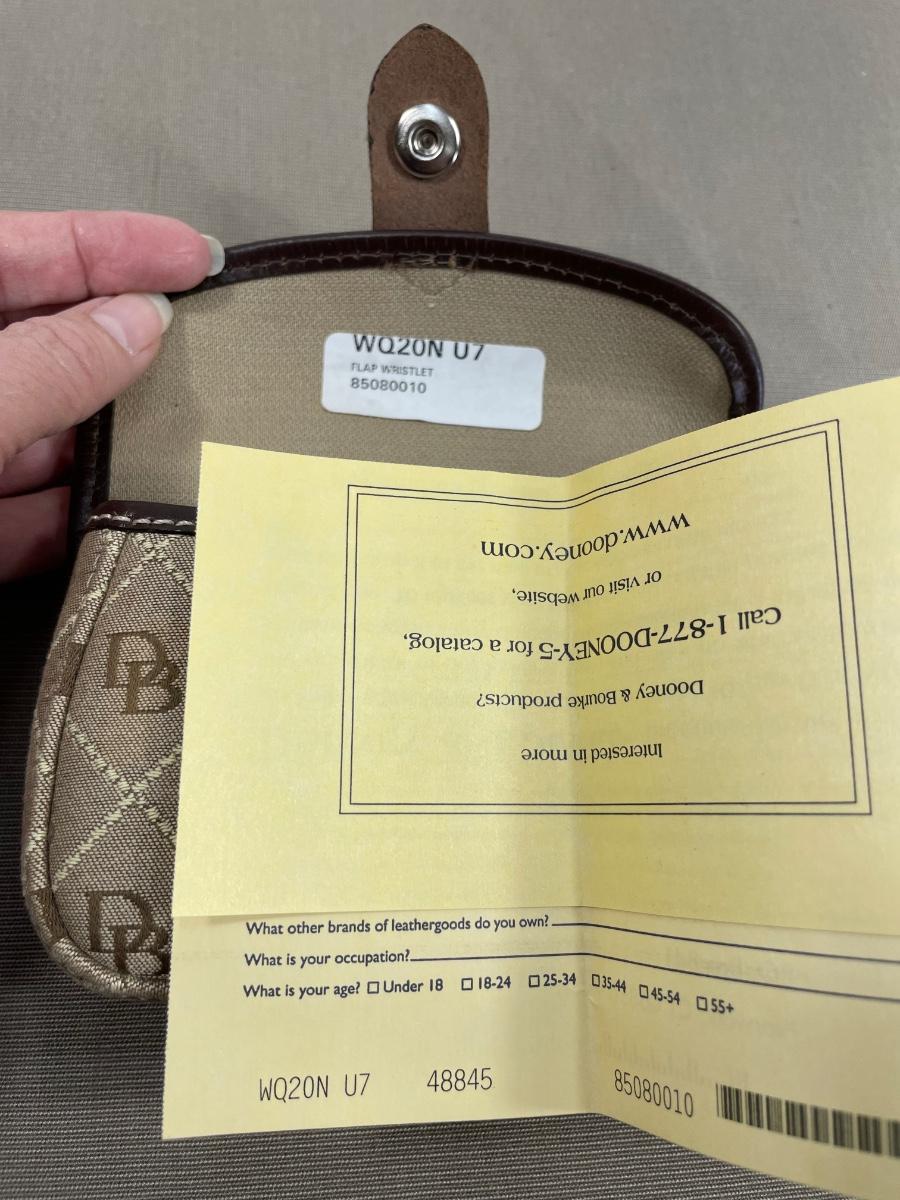 WQ20N U7
FLAP WRISTLET
85080010
Interested in more
Dooney & Bourke products?
Call 1-877-DOONEY-5 for a catalog,
or visit our website,
www.dooney.com
DB
DB
What other brands of leathergoods do you own?
What is your occupation?
What is your age? ☐ Under 18 ☐ 18-24 ☐ 25-34 ☐ 35-44 ☐ 45-54 ☐ 55+
WQ20N U7 48845 85080010